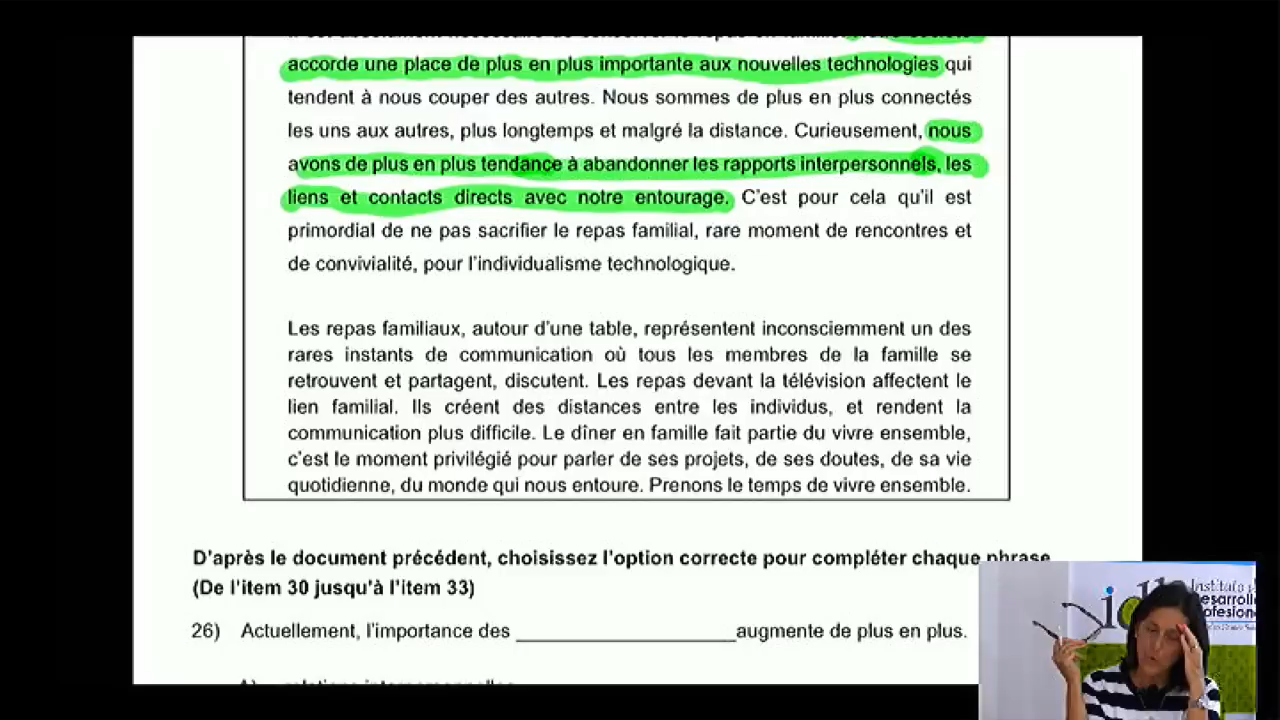 accorde une place de plus en plus importante aux nouvelles technologies qui
tendent à nous couper des autres. Nous sommes de plus en plus connectés
les uns aux autres, plus longtemps et malgré la distance. Curieusement, nous
avons de plus en plus tendance à abandonner les rapports interpersonnels, les
liens et contacts directs avec notre entourage. C'est pour cela qu'il est
primordial de ne pas sacrifier le repas familial, rare moment de rencontres et
de convivialité, pour l'individualisme technologique.
Les repas familiaux, autour d'une table, représentent inconsciemment un des
rares instants de communication où tous les membres de la famille se
retrouvent et partagent, discutent. Les repas devant la télévision affectent le
lien familial. Ils créent des distances entre les individus, et rendent la
communication plus difficile. Le dîner en famille fait partie du vivre ensemble,
c'est le moment privilégié pour parler de ses projets, de ses doutes, de sa vie
quotidienne, du monde qui nous entoure. Prenons le temps de vivre ensemble.
D'après le document précédent, choisissez l'option correcte pour compléter chaque phrase
(De l'item 30 jusqu'à l'item 33)
26) Actuellement, l'importance des ____________________augmente de plus en plus.
A) relations interpersonnelles
Instituto